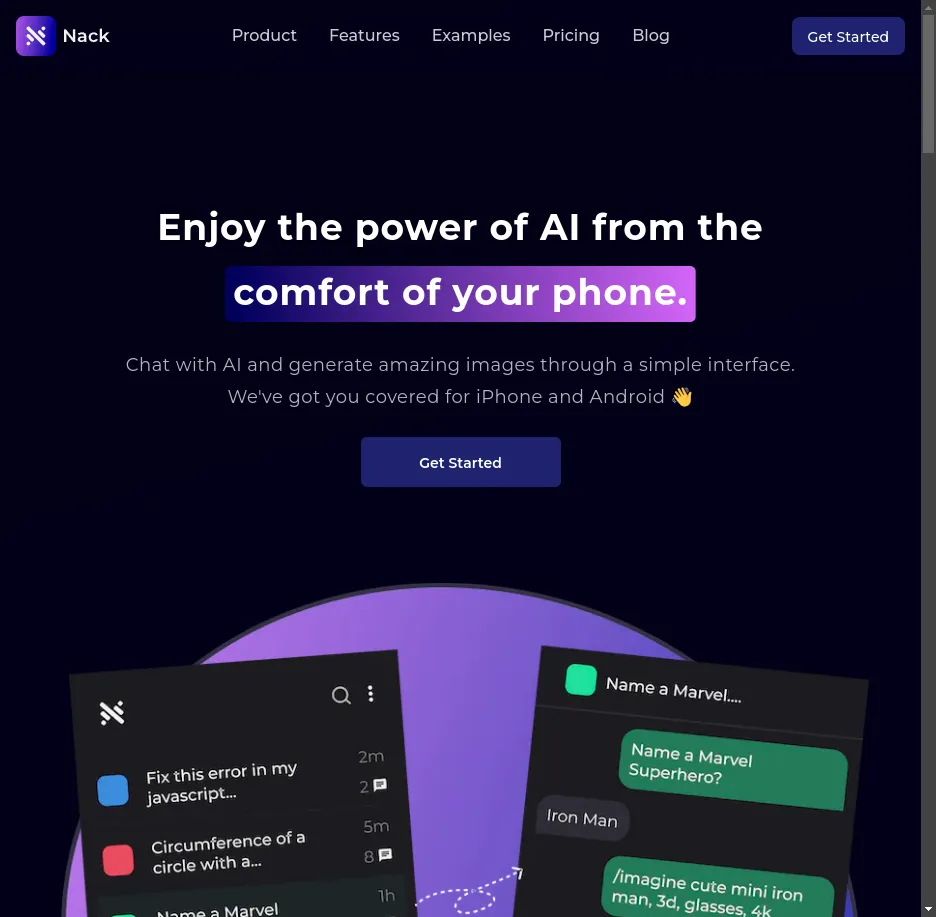 Nack
Product
Features
Examples
Pricing
Blog
Get Started
Enjoy the power of AI from the
comfort of your phone.
Chat with AI and generate amazing images through a simple interface.
We've got you covered for iPhone and Android 👋
Get Started
2m
Fix this error in my
javascript...
2
5m
Circumference of a
circle with a...
8
1h
Name a Marvel
Name a Marvel....
Name a Marvel
Superhero?
Iron Man
/imagine cute mini iron
man, 3d, glasses, 4k